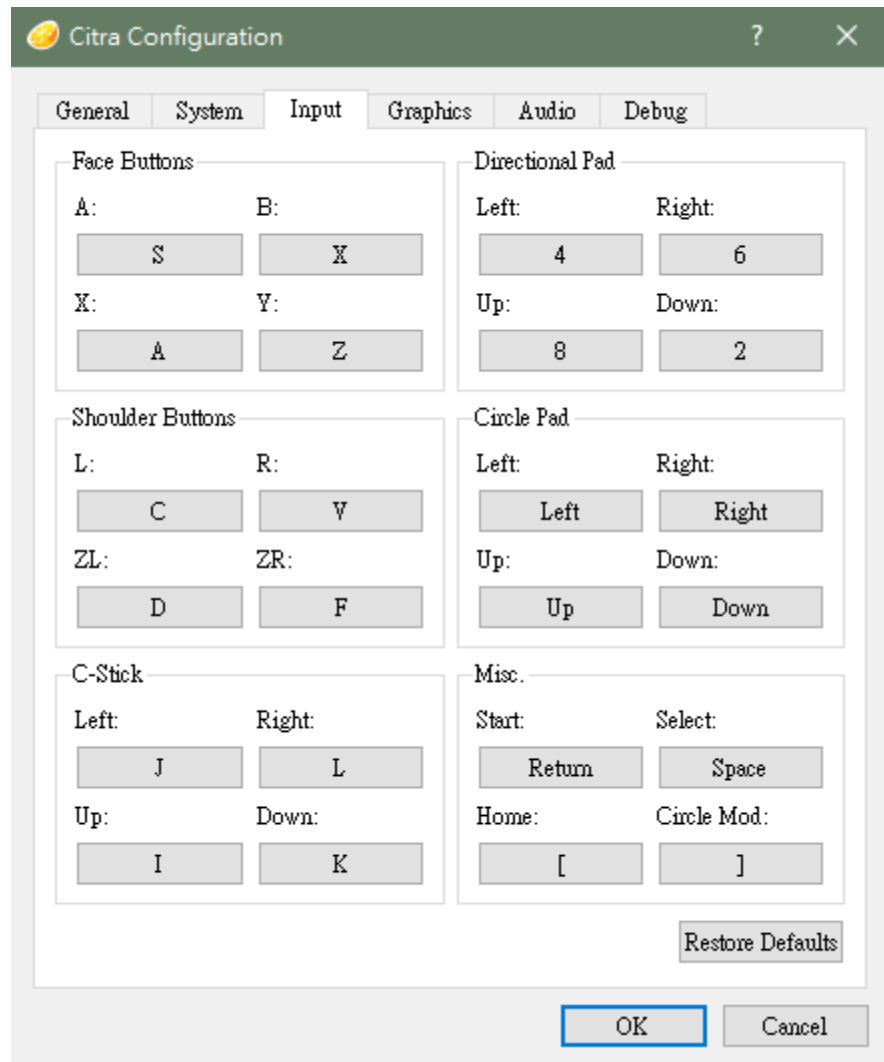 Citra Configuration ? ×
General System Input Graphics Audio Debug
Face Buttons
A: B:
S X
X: Y:
A Z
Directional Pad
Left: Right:
4 6
Up: Down:
8 2
Shoulder Buttons
L: R:
C V
ZL: ZR:
D F
Circle Pad
Left: Right:
Left Right
Up: Down:
Up Down
C-Stick
Left: Right:
J L
Up: Down:
I K
Misc.
Start: Select:
Return Space
Home: Circle Mod:
[ ]
Restore Defaults
OK Cancel